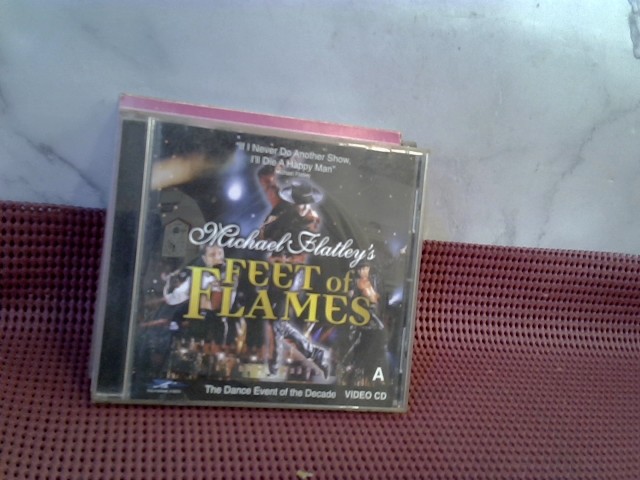 "If I Never Do Another Show,
I'll Die A Happy Man"
Michael Flatley's
FEET of
FLAMES
A
The Dance Event of the Decade VIDEO CD